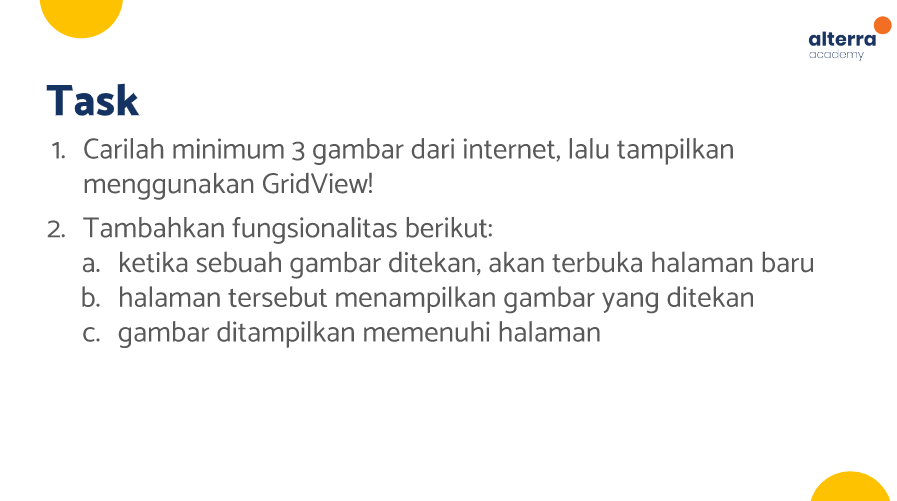 alterra
academy
Task
1. Carilah minimum 3 gambar dari internet, lalu tampilkan
menggunakan GridView!
2. Tambahkan fungsionalitas berikut:
a. ketika sebuah gambar ditekan, akan terbuka halaman baru
b. halaman tersebut menampilkan gambar yang ditekan
c. gambar ditampilkan memenuhi halaman